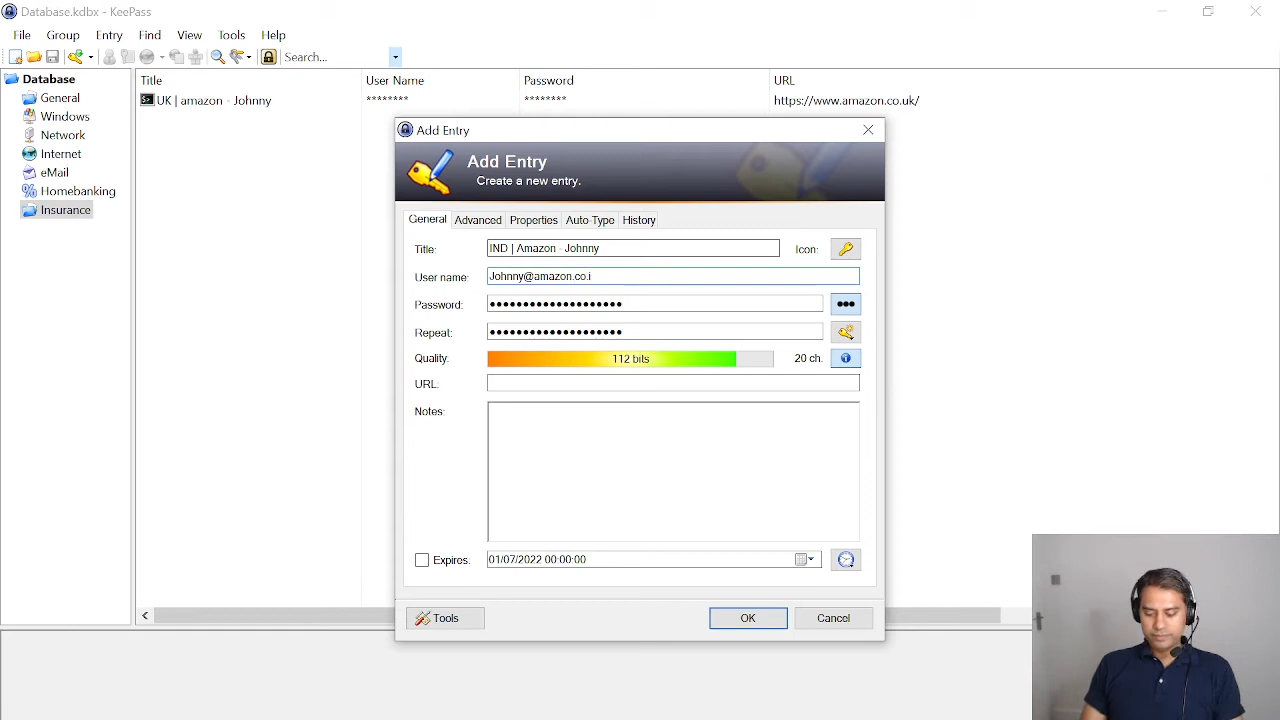 Database.kdbx - KeePass
File Group Entry Find View Tools Help
Search...
Database
General
Windows
Network
Internet
eMail
Homebanking
Insurance
Title User Name Password URL
UK | amazon - Johnny ******** ******** https://www.amazon.co.uk/
Add Entry
Add Entry
Create a new entry.
General Advanced Properties Auto-Type History
Title: IND | Amazon - Johnny Icon:
User name: Johnny@amazon.co.i
Password: ●●●●●●●●●●●●●●●●●●●●
Repeat: ●●●●●●●●●●●●●●●●●●●●
Quality: 112 bits 20 ch.
URL:
Notes:
Expires: 01/07/2022 00:00:00
Tools OK Cancel